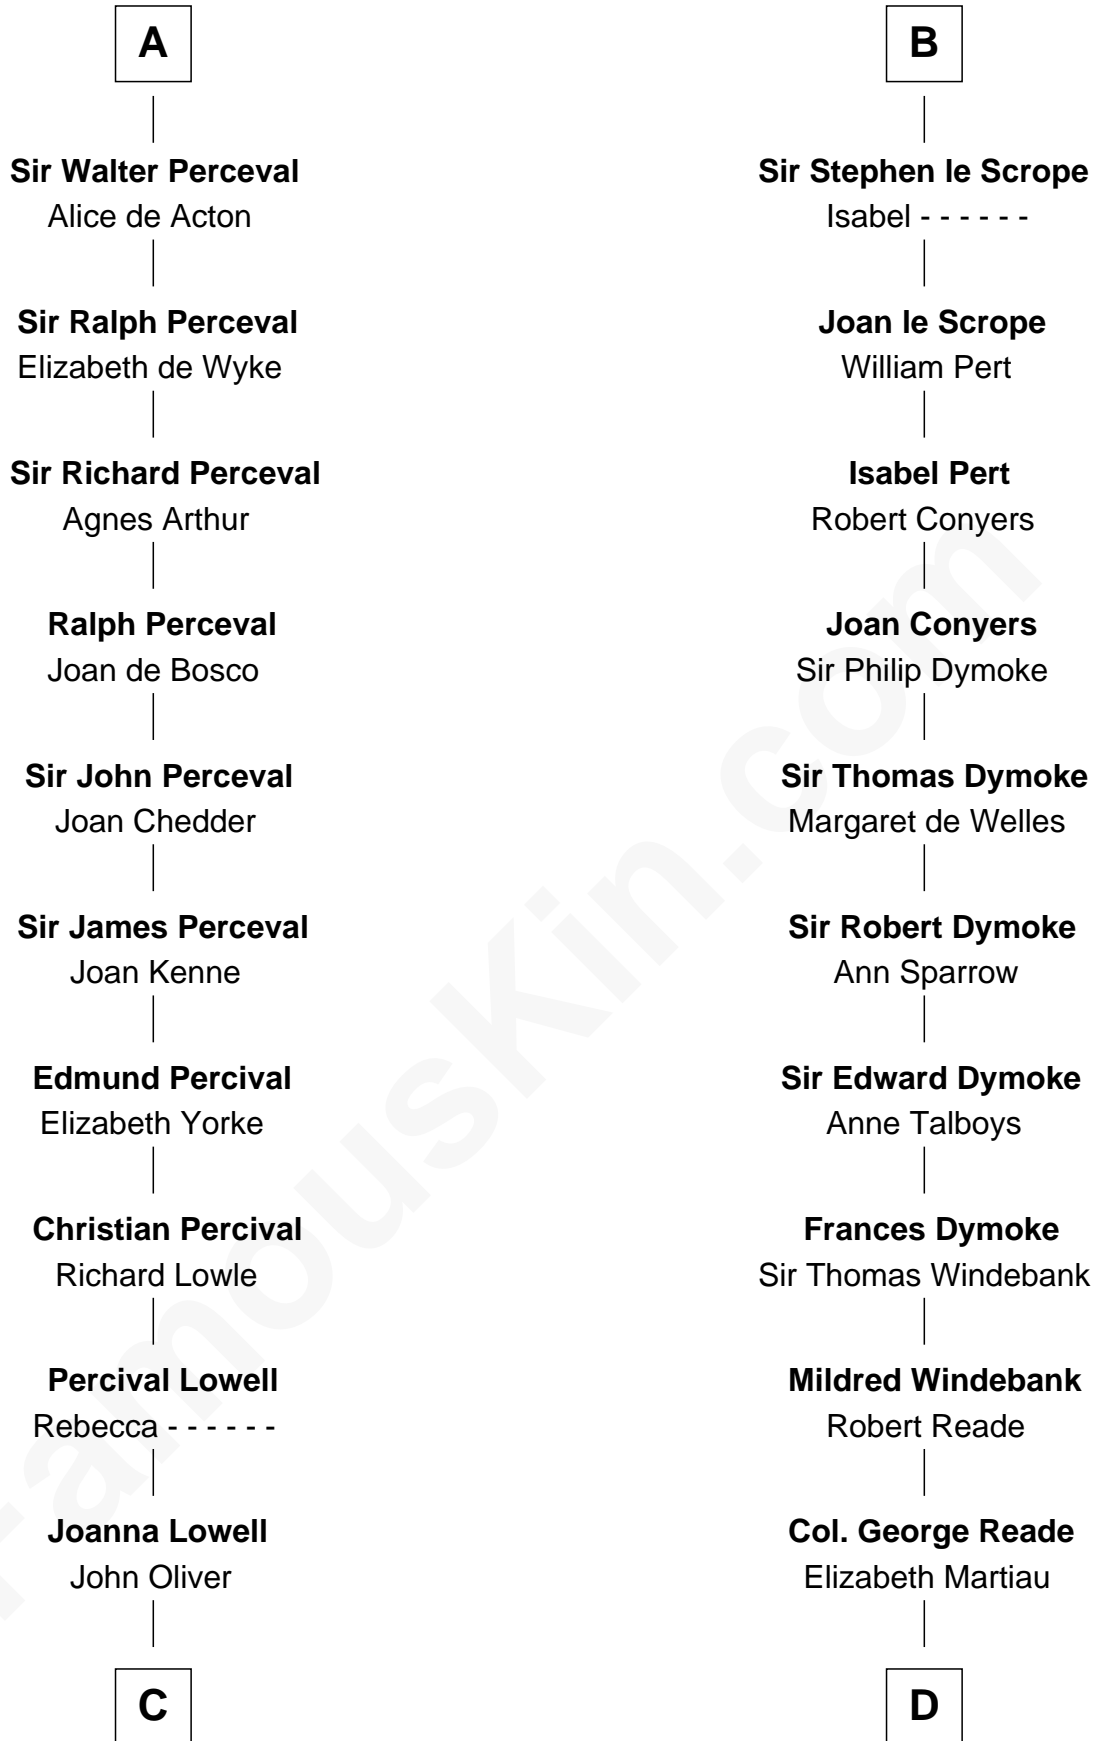 A
Sir Walter Perceval
Alice de Acton
Sir Ralph Perceval
Elizabeth de Wyke
Sir Richard Perceval
Agnes Arthur
Ralph Perceval
Joan de Bosco
Sir John Perceval
Joan Chedder
Sir James Perceval
Joan Kenne
Edmund Percival
Elizabeth Yorke
Christian Percival
Richard Lowle
Percival Lowell
Rebecca - - - - - -
Joanna Lowell
John Oliver
C
B
Sir Stephen le Scrope
Isabel - - - - - -
Joan le Scrope
William Pert
Isabel Pert
Robert Conyers
Joan Conyers
Sir Philip Dymoke
Sir Thomas Dymoke
Margaret de Welles
Sir Robert Dymoke
Ann Sparrow
Sir Edward Dymoke
Anne Talboys
Frances Dymoke
Sir Thomas Windebank
Mildred Windebank
Robert Reade
Col. George Reade
Elizabeth Martiau
D
FamousKin.com